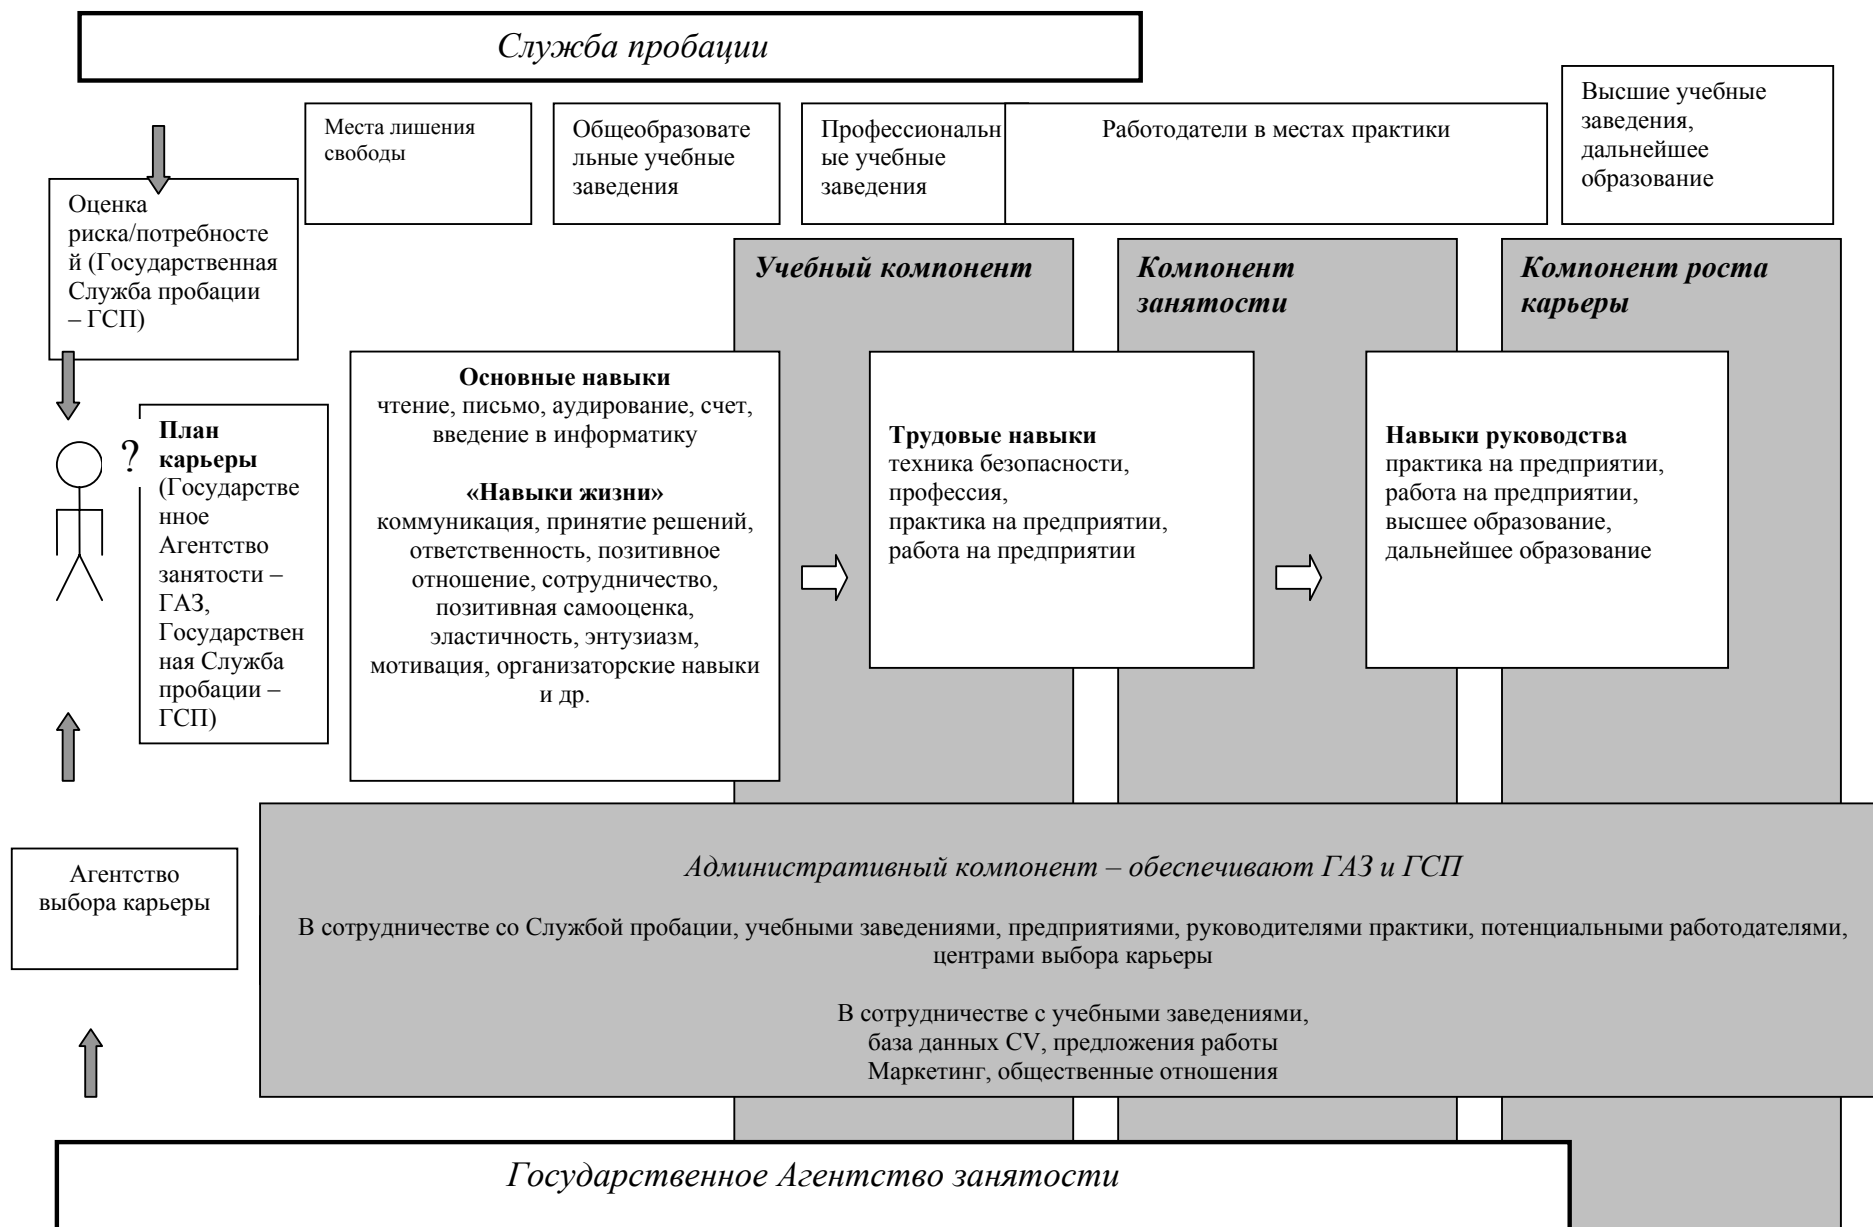 Служба пробации
Места лишения
свободы
Общеобразовате
льные учебные
заведения
Профессиональн
ые учебные
заведения
Работодатели в местах практики
Высшие учебные
заведения,
дальнейшее
образование
Оценка
риска/потребносте
й (Государственная
Служба пробации
– ГСП)
Учебный компонент
Компонент
занятости
Компонент роста
карьеры
?
План
карьеры
(Государстве
нное
Агентство
занятости –
ГАЗ,
Государствен
ная Служба
пробации –
ГСП)
Основные навыки
чтение, письмо, аудирование, счет,
введение в информатику
«Навыки жизни»
коммуникация, принятие решений,
ответственность, позитивное
отношение, сотрудничество,
позитивная самооценка,
эластичность, энтузиазм,
мотивация, организаторские навыки
и др.
Трудовые навыки
техника безопасности,
профессия,
практика на предприятии,
работа на предприятии
Навыки руководства
практика на предприятии,
работа на предприятии,
высшее образование,
дальнейшее образование
Агентство
выбора карьеры
Административный компонент – обеспечивают ГАЗ и ГСП
В сотрудничестве со Службой пробации, учебными заведениями, предприятиями, руководителями практики, потенциальными работодателями,
центрами выбора карьеры
В сотрудничестве с учебными заведениями,
база данных CV, предложения работы
Маркетинг, общественные отношения
Государственное Агентство занятости